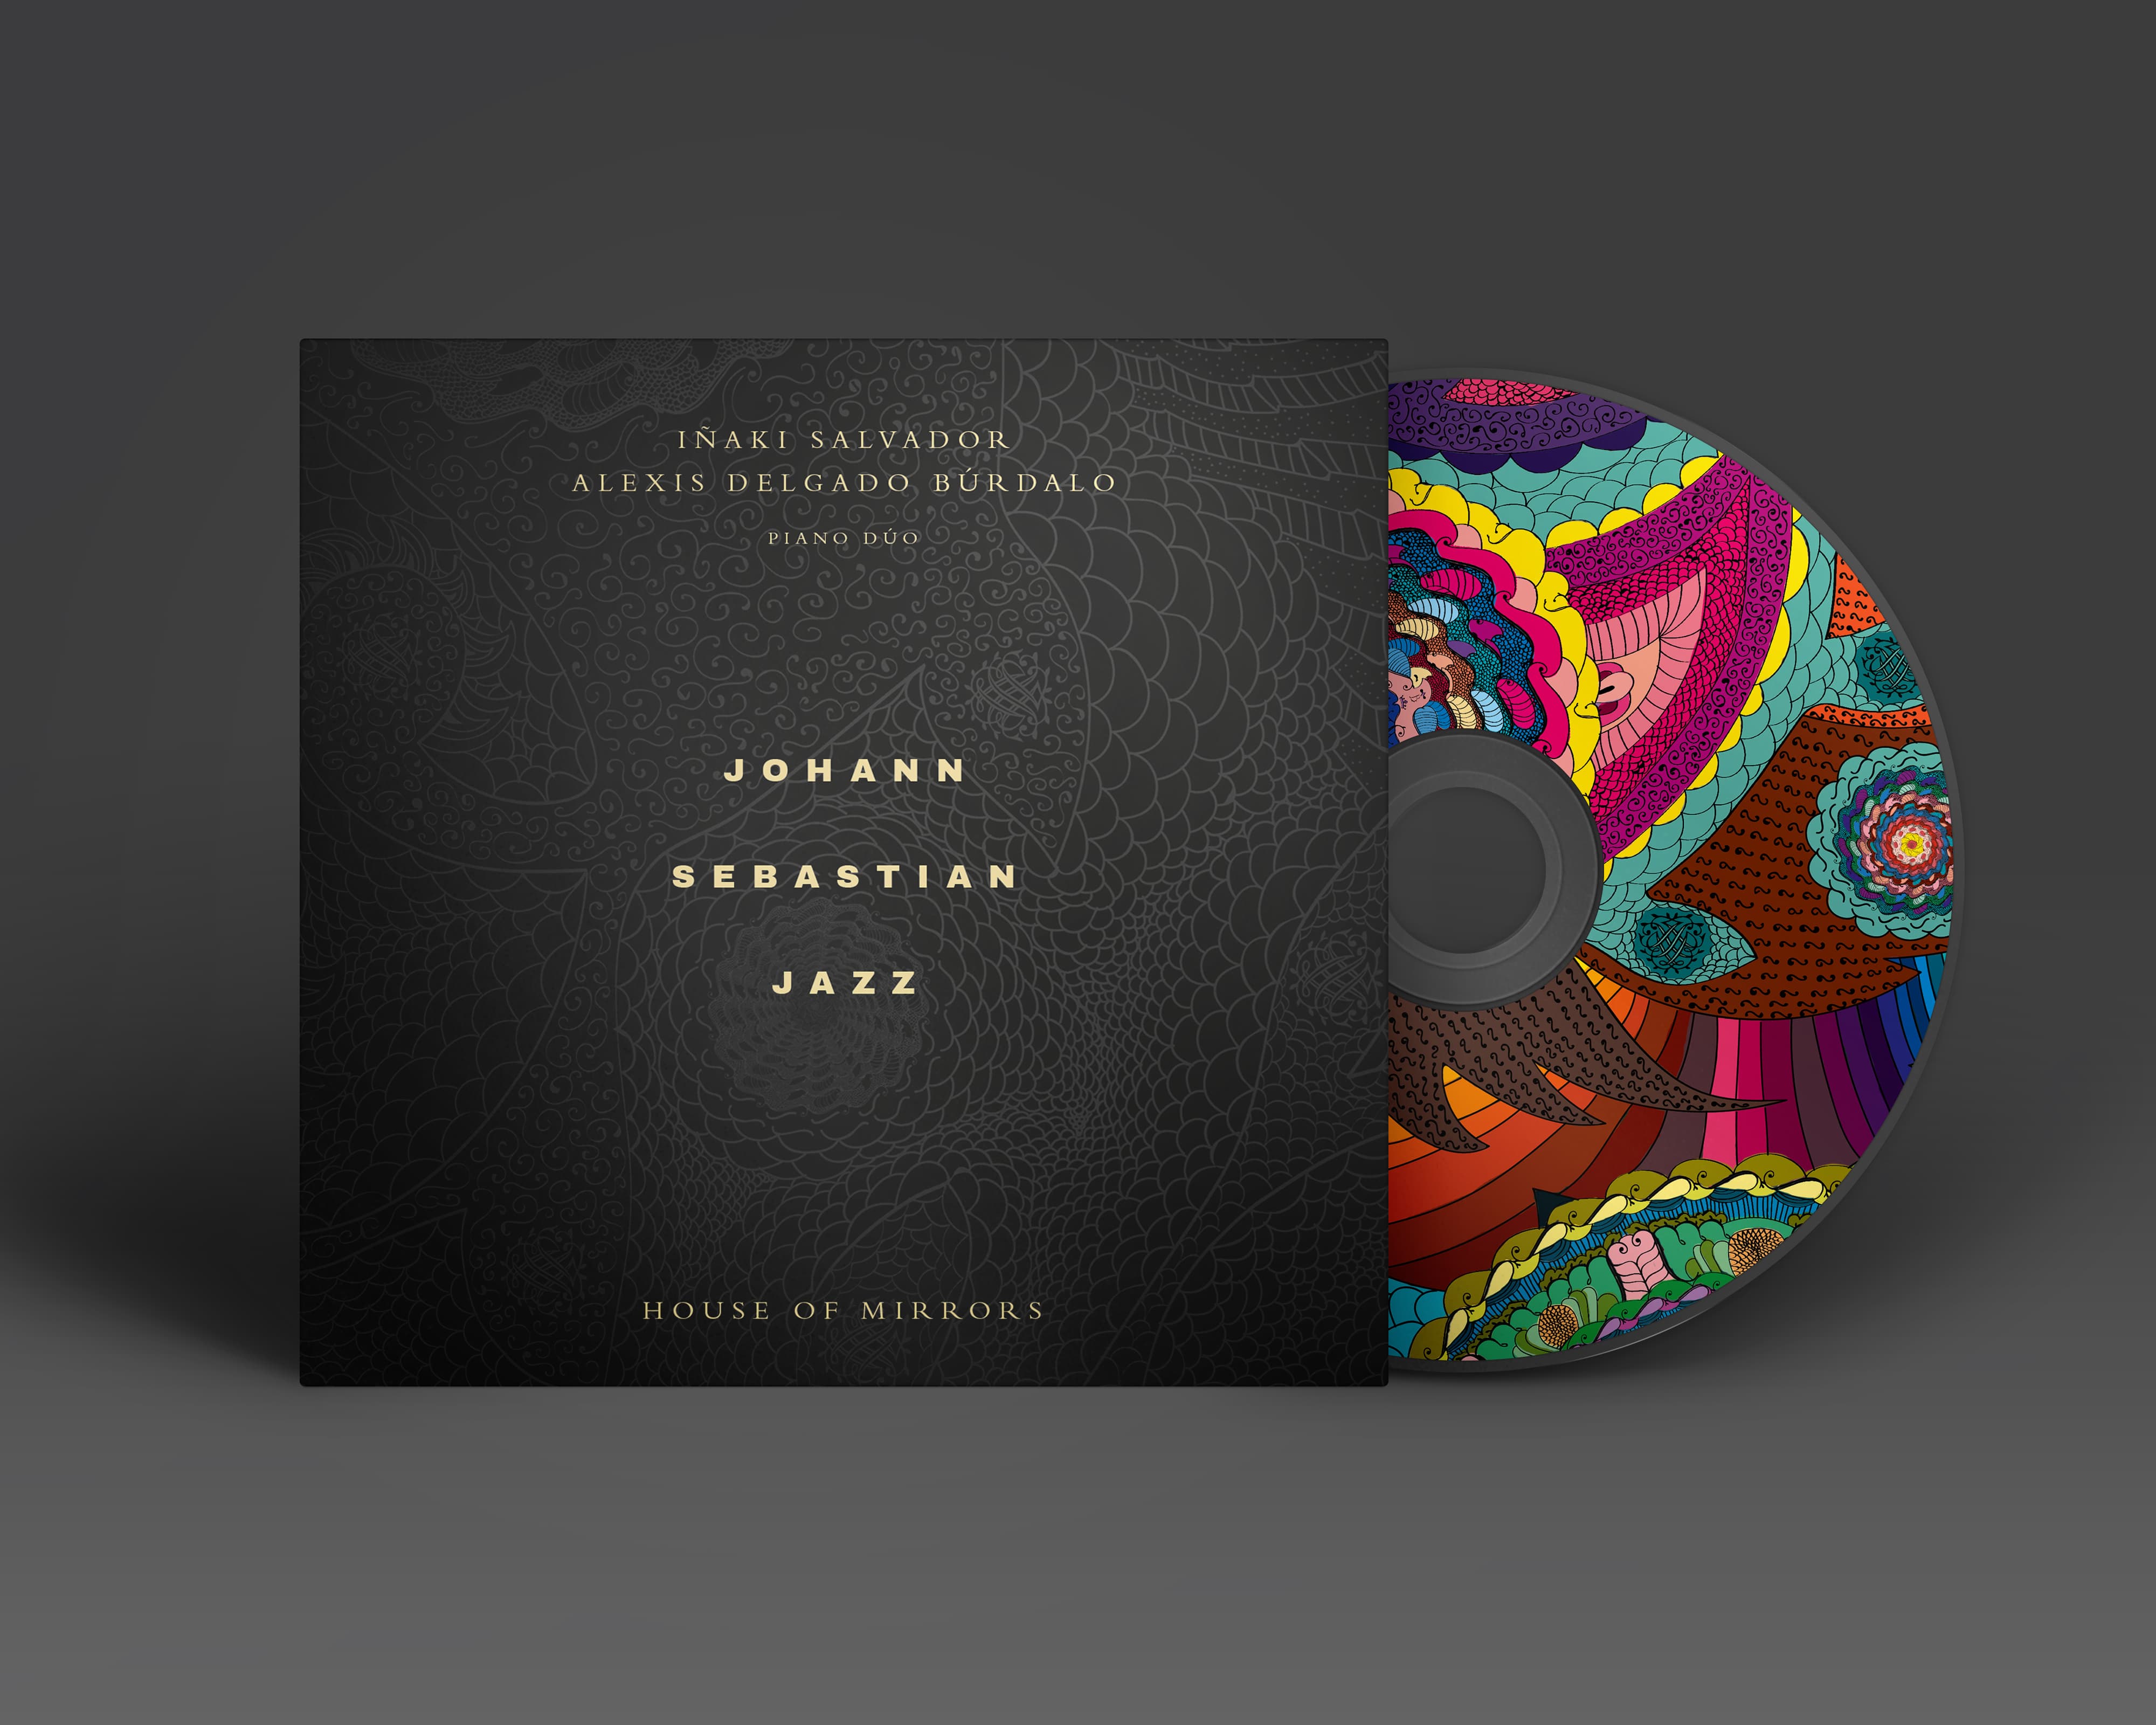 IÑAKI SALVADOR
ALEXIS DELGADO BÚRDALO
PIANO DÚO
JOHANN
SEBASTIAN
JAZZ
HOUSE OF MIRRORS